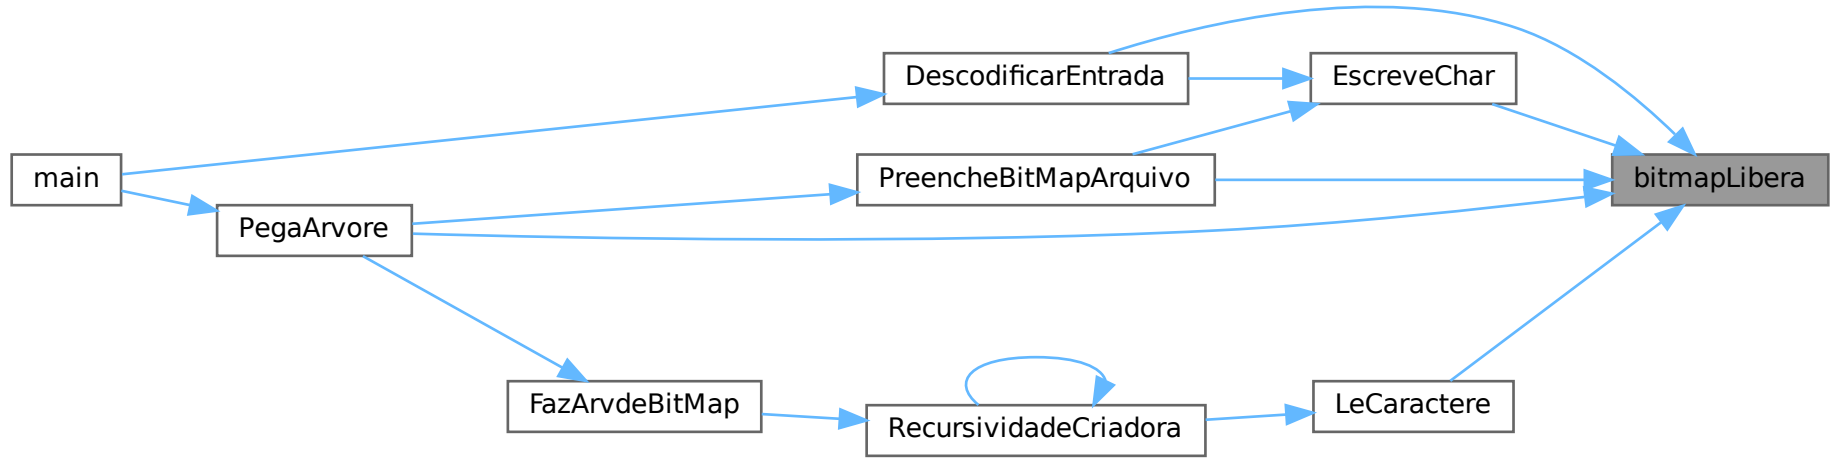 DescodificarEntrada
EscreveChar
main
PreencheBitMapArquivo
bitmapLibera
PegaArvore
FazArvdeBitMap
RecursividadeCriadora
LeCaractere